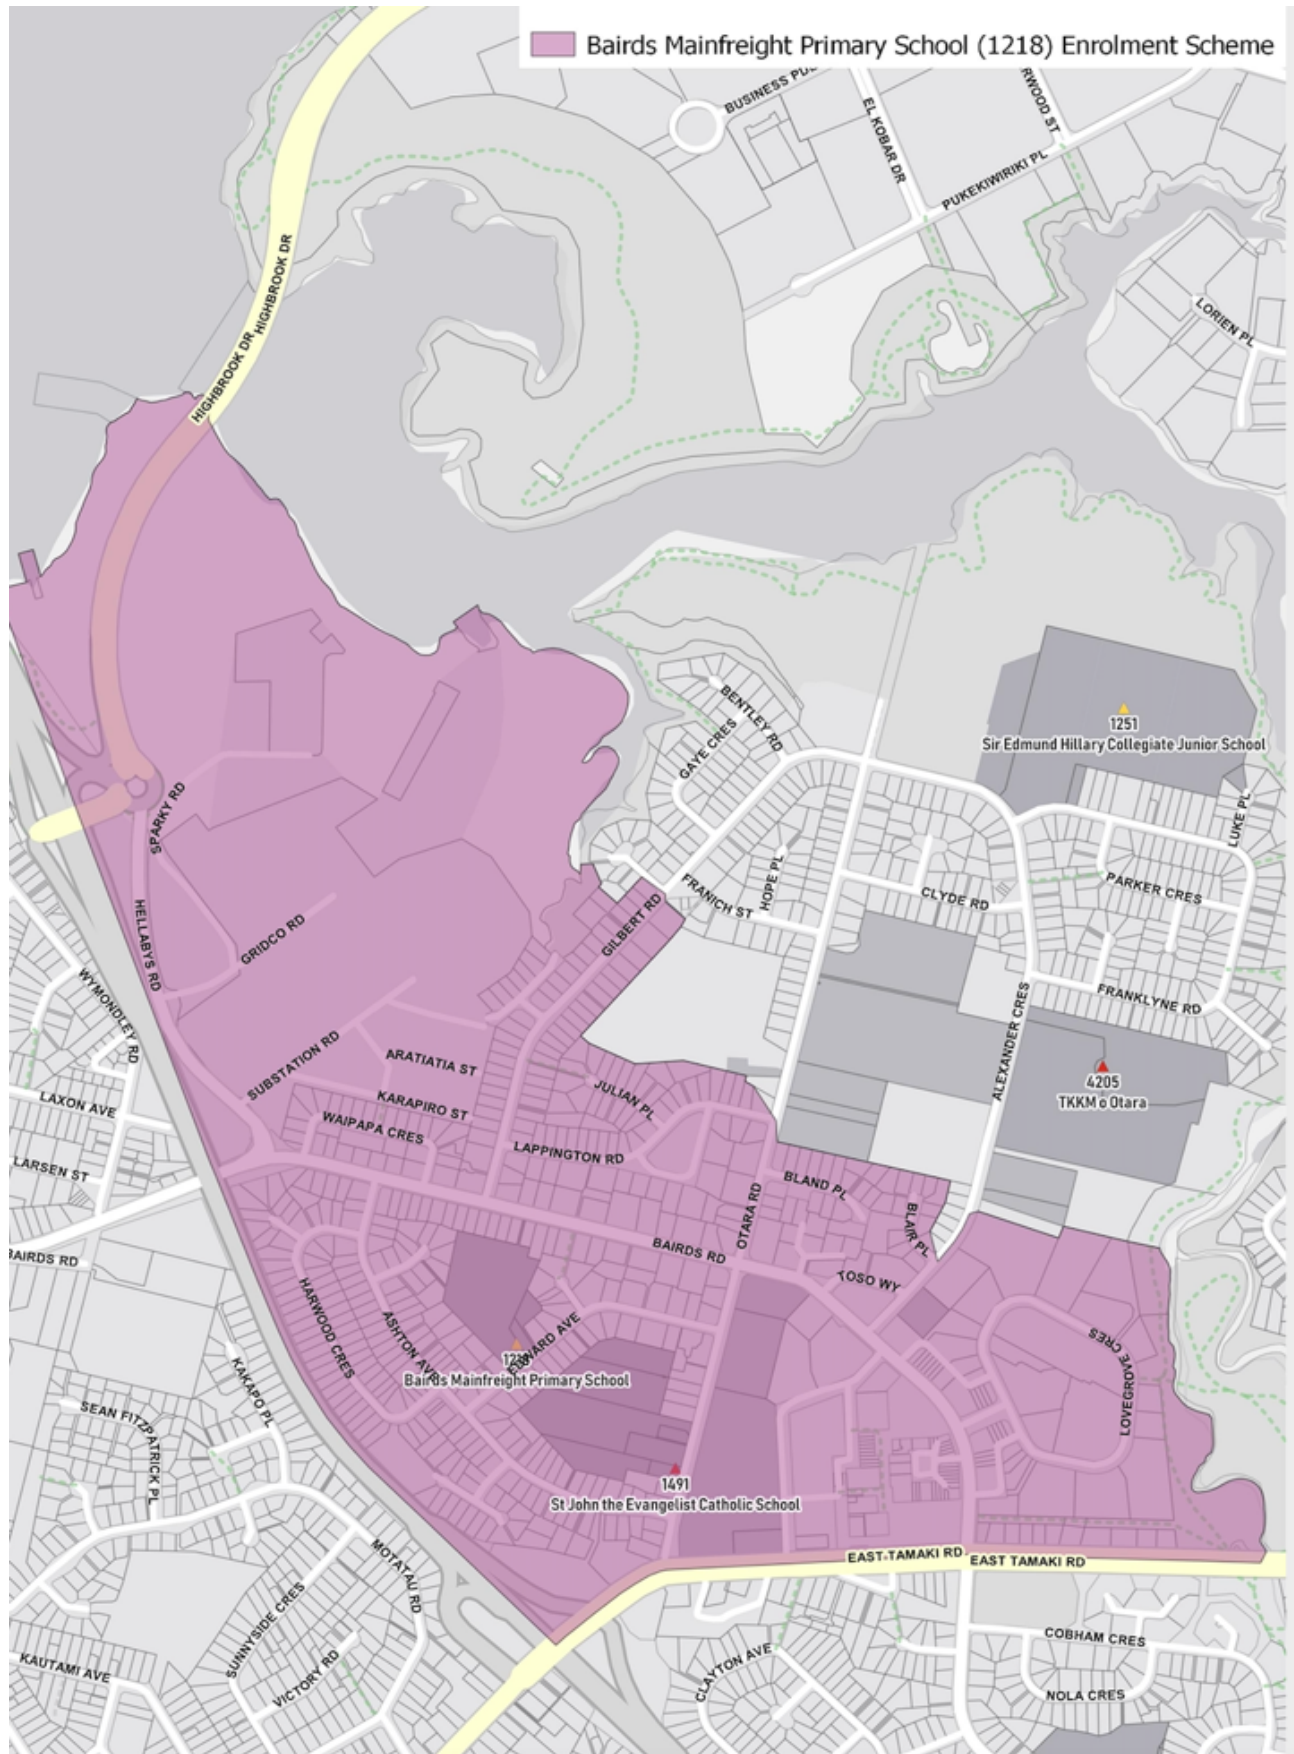 Bairds Mainfreight Primary School (1218) Enrolment Scheme
BUSINESS
EL KOBAR DR
RWOOD ST
PUKEKIWIRIKI PL
HIGHBROOK DR
HIGHBROOK DR
LORIEN PL
BENTLEY RD
GAYE CRES
1251
Sir Edmund Hillary Collegiate Junior School
LUKE PL
SPARKY RD
HOPE PL
FRANICH ST
CLYDE RD
PARKER CRES
GILBERT RD
HELLABYS RD
GRIDCO RD
WYMONDLEY RD
FRANKLYNE RD
ALEXANDER CRES
SUBSTATION RD
ARATIATIA ST
JULIAN PL
4205
TKKM o Otara
LAXON AVE
KARAPIRO ST
WAIPAPA CRES
LARSEN ST
LAPPINGTON RD
BLAND PL
OTARA RD
BLAIR PL
BAIRDS RD
BAIRDS RD
YOSO WY
HARWOOD CRES
ASHTON AVE
EDWARD AVE
LOVEGROVE CRES
Bairds Mainfreight Primary School
KAKAPO PL
SEAN FITZPATRICK PL
1491
St John the Evangelist Catholic School
MOTATAU RD
EAST TAMAKI RD
EAST TAMAKI RD
SUNNYSIDE CRES
COBHAM CRES
KAUTAMI AVE
VICTORY RD
CLAYTON AVE
NOLA CRES